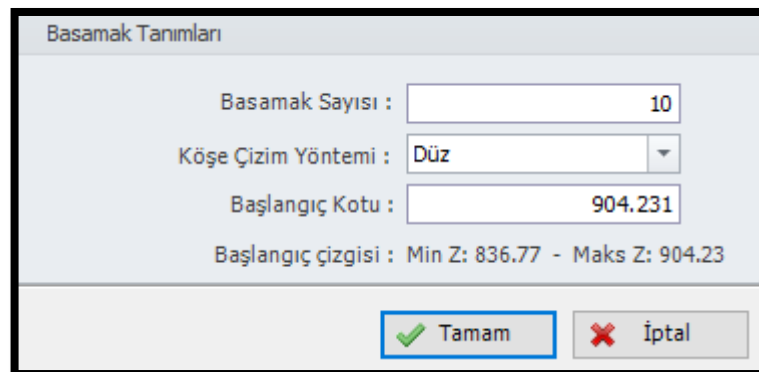 Basamak Tanımları
Basamak Sayısı : 10
Köşe Çizim Yöntemi : Düz
Başlangıç Kotu : 904.231
Başlangıç çizgisi : Min Z: 836.77 - Maks Z: 904.23
Tamam İptal